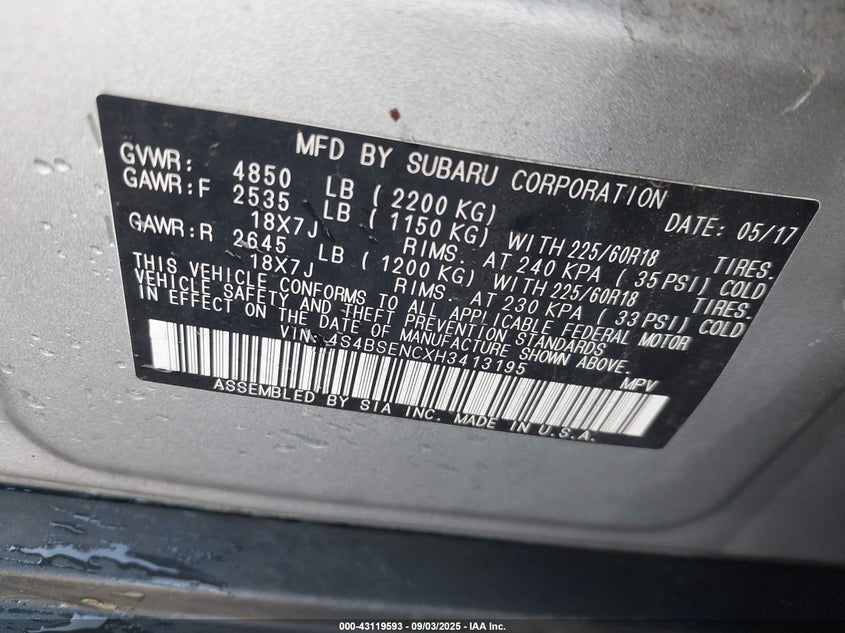 MFD BY SUBARU CORPORATION
GVWR: 4850 LB ( 2200 KG) DATE: 05/17
GAWR:F 2535 LB ( 1150 KG) WITH 225/60R18 TIRES.
18X7J RIMS. AT 240 KPA ( 35 PSI) COLD
GAWR:R 2645 LB ( 1200 KG) WITH 225/60R18 TIRES.
18X7J RIMS. AT 230 KPA ( 33 PSI) COLD
THIS VEHICLE CONFORMS TO ALL APPLICABLE FEDERAL MOTOR
VEHICLE SAFETY AND THEFT PREVENTION STANDARDS
IN EFFECT ON THE DATE OF MANUFACTURE SHOWN ABOVE.
VIN: 4S4BSENCXH3413195 MPV
ASSEMBLED BY SIA INC. MADE IN U.S.A.
000-43119593 - 09/03/2025 - IAA Inc.